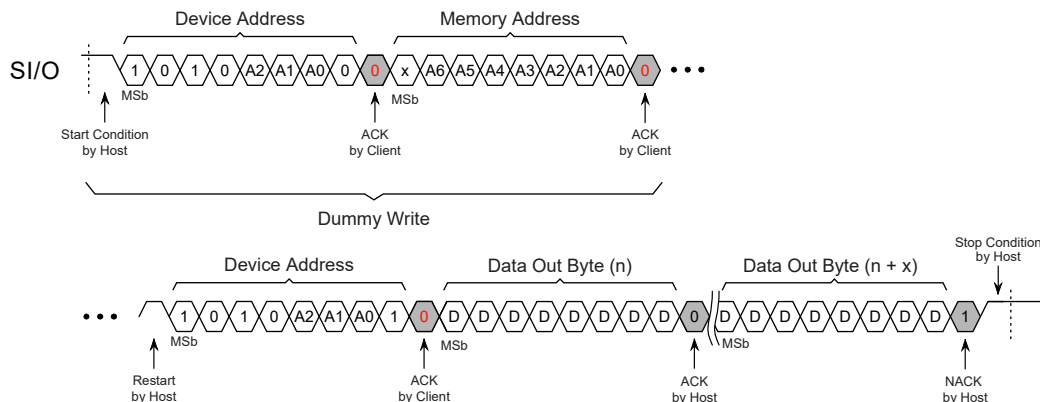 Device Address Memory Address
SI/O 1 0 1 0 A2 A1 A0 0 0 x A6 A5 A4 A3 A2 A1 A0 0 •••
MSb MSb
Start Condition
by Host
ACK
by Client
ACK
by Client
Dummy Write
Stop Condition
by Host
Device Address Data Out Byte (n) Data Out Byte (n + x)
••• 1 0 1 0 A2 A1 A0 1 0 D D D D D D D D 0 D D D D D D D D 1
MSb MSb MSb
Restart
by Host
ACK
by Client
ACK
by Host
NACK
by Host